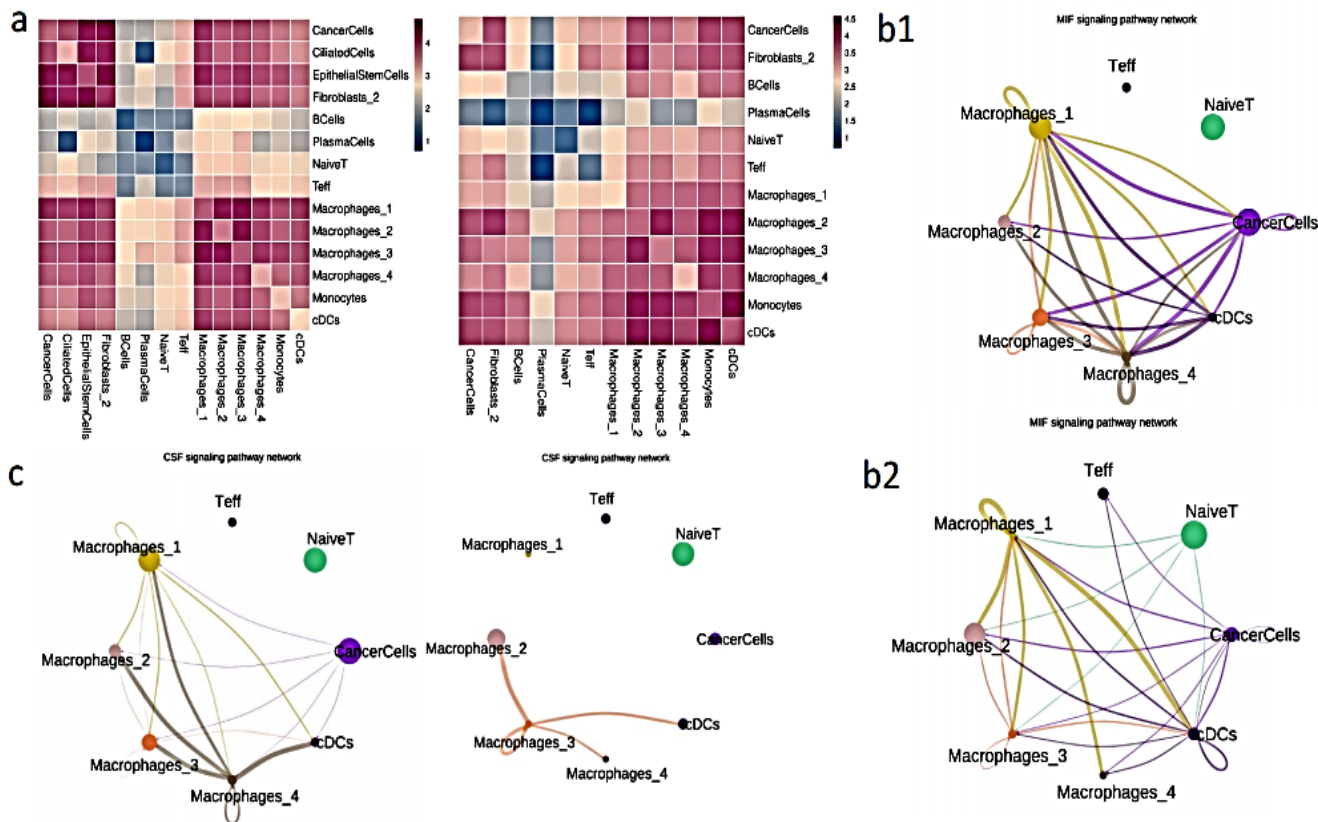 a
4
3
2
1
CancerCells
CiliatedCells
EpithelialStemCells
Fibroblasts_2
BCells
PlasmaCells
NaiveT
Teff
Macrophages_1
Macrophages_2
Macrophages_3
Macrophages_4
Monocytes
cDCs
CancerCells
CiliatedCells
EpithelialStemCells
Fibroblasts_2
BCells
PlasmaCells
NaiveT
Teff
Macrophages_1
Macrophages_2
Macrophages_3
Macrophages_4
Monocytes
cDCs
4.5
4
3.5
3
2.5
2
1.5
1
CancerCells
Fibroblasts_2
BCells
PlasmaCells
NaiveT
Teff
Macrophages_1
Macrophages_2
Macrophages_3
Macrophages_4
Monocytes
cDCs
CancerCells
Fibroblasts_2
BCells
PlasmaCells
NaiveT
Teff
Macrophages_1
Macrophages_2
Macrophages_3
Macrophages_4
Monocytes
cDCs
b1
MIF signaling pathway network
Teff
NaiveT
Macrophages_1
CancerCells
Macrophages_2
cDCs
Macrophages_3
Macrophages_4
c
CSF signaling pathway network
Teff
NaiveT
Macrophages_1
CancerCells
Macrophages_2
cDCs
Macrophages_3
Macrophages_4
CSF signaling pathway network
Teff
Macrophages_1
NaiveT
CancerCells
Macrophages_2
cDCs
Macrophages_3
Macrophages_4
b2
MIF signaling pathway network
Teff
NaiveT
Macrophages_1
CancerCells
Macrophages_2
cDCs
Macrophages_3
Macrophages_4